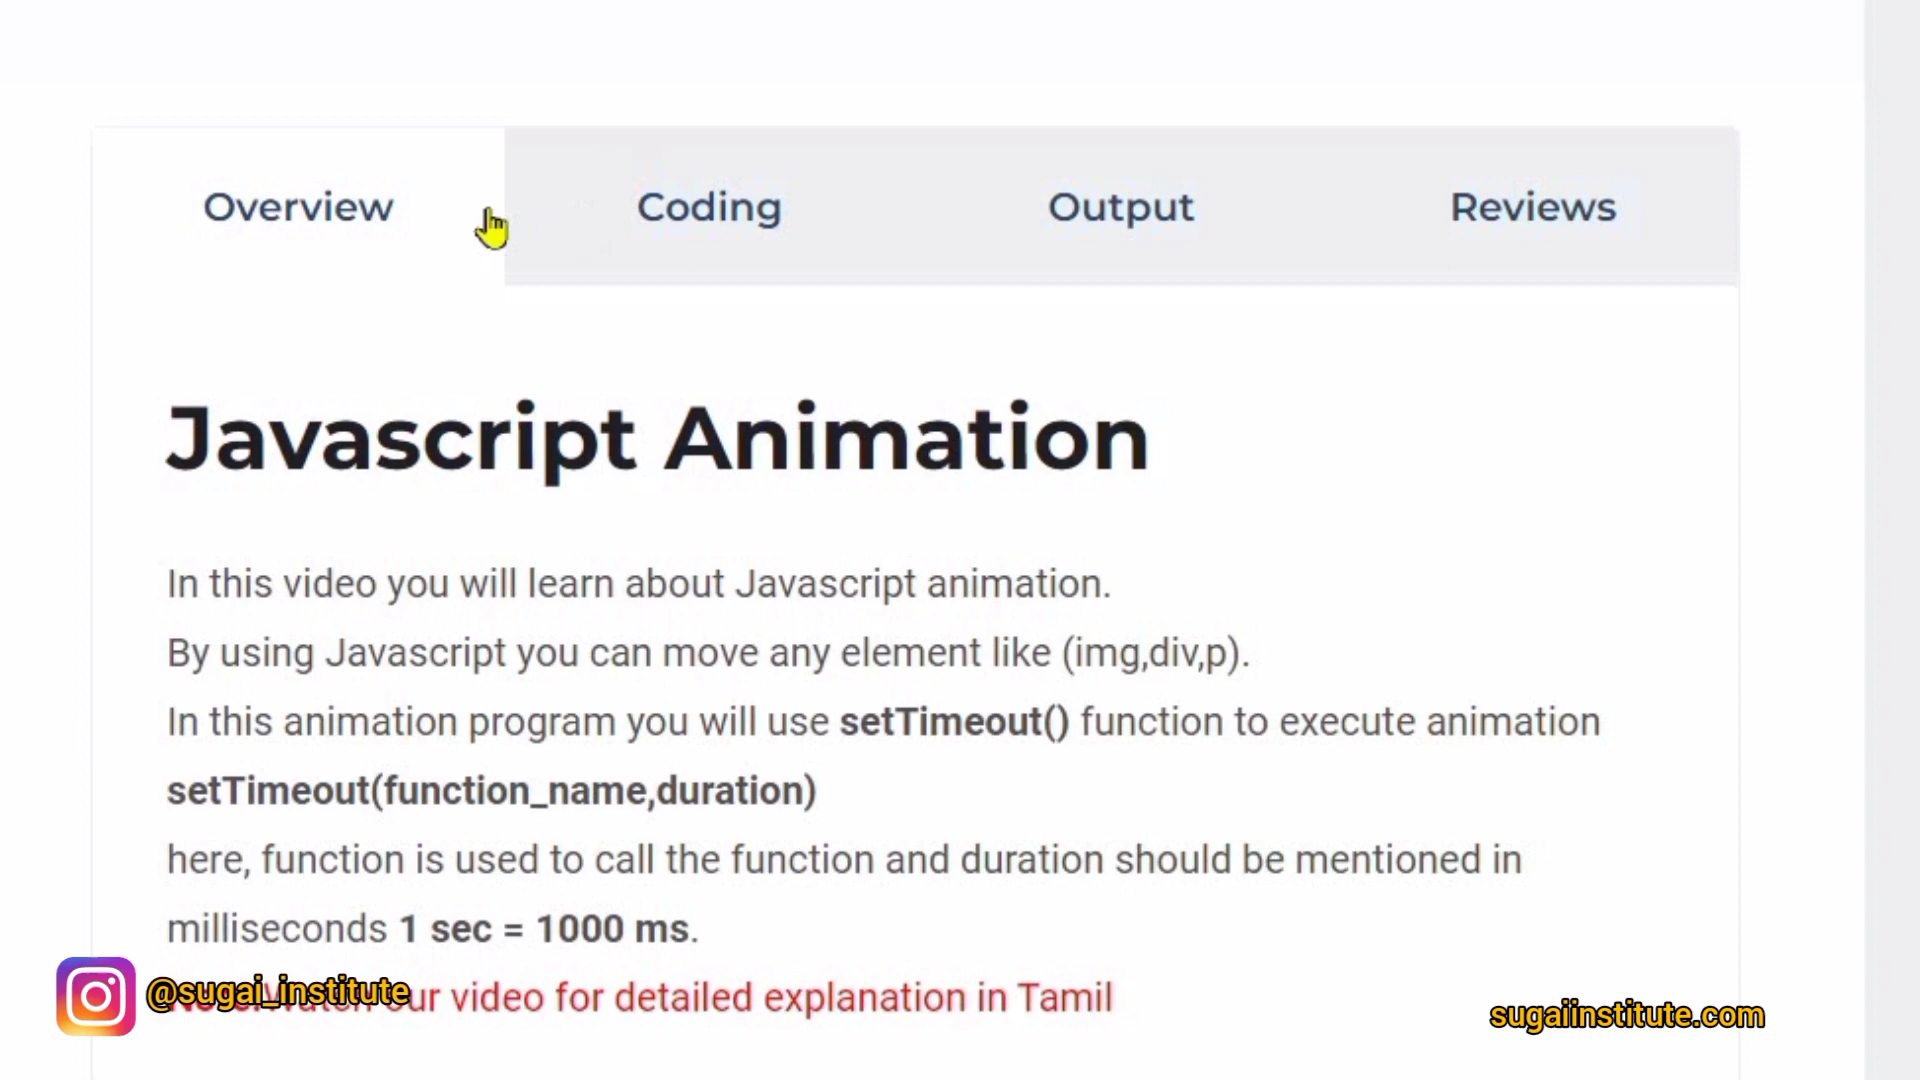 Overview Coding Output Reviews
Javascript Animation
In this video you will learn about Javascript animation.
By using Javascript you can move any element like (img,div,p).
In this animation program you will use setTimeout() function to execute animation
setTimeout(function_name,duration)
here, function is used to call the function and duration should be mentioned in
milliseconds 1 sec = 1000 ms.
Note: Watch our video for detailed explanation in Tamil
@sugai_institute
sugaiinstitute.com